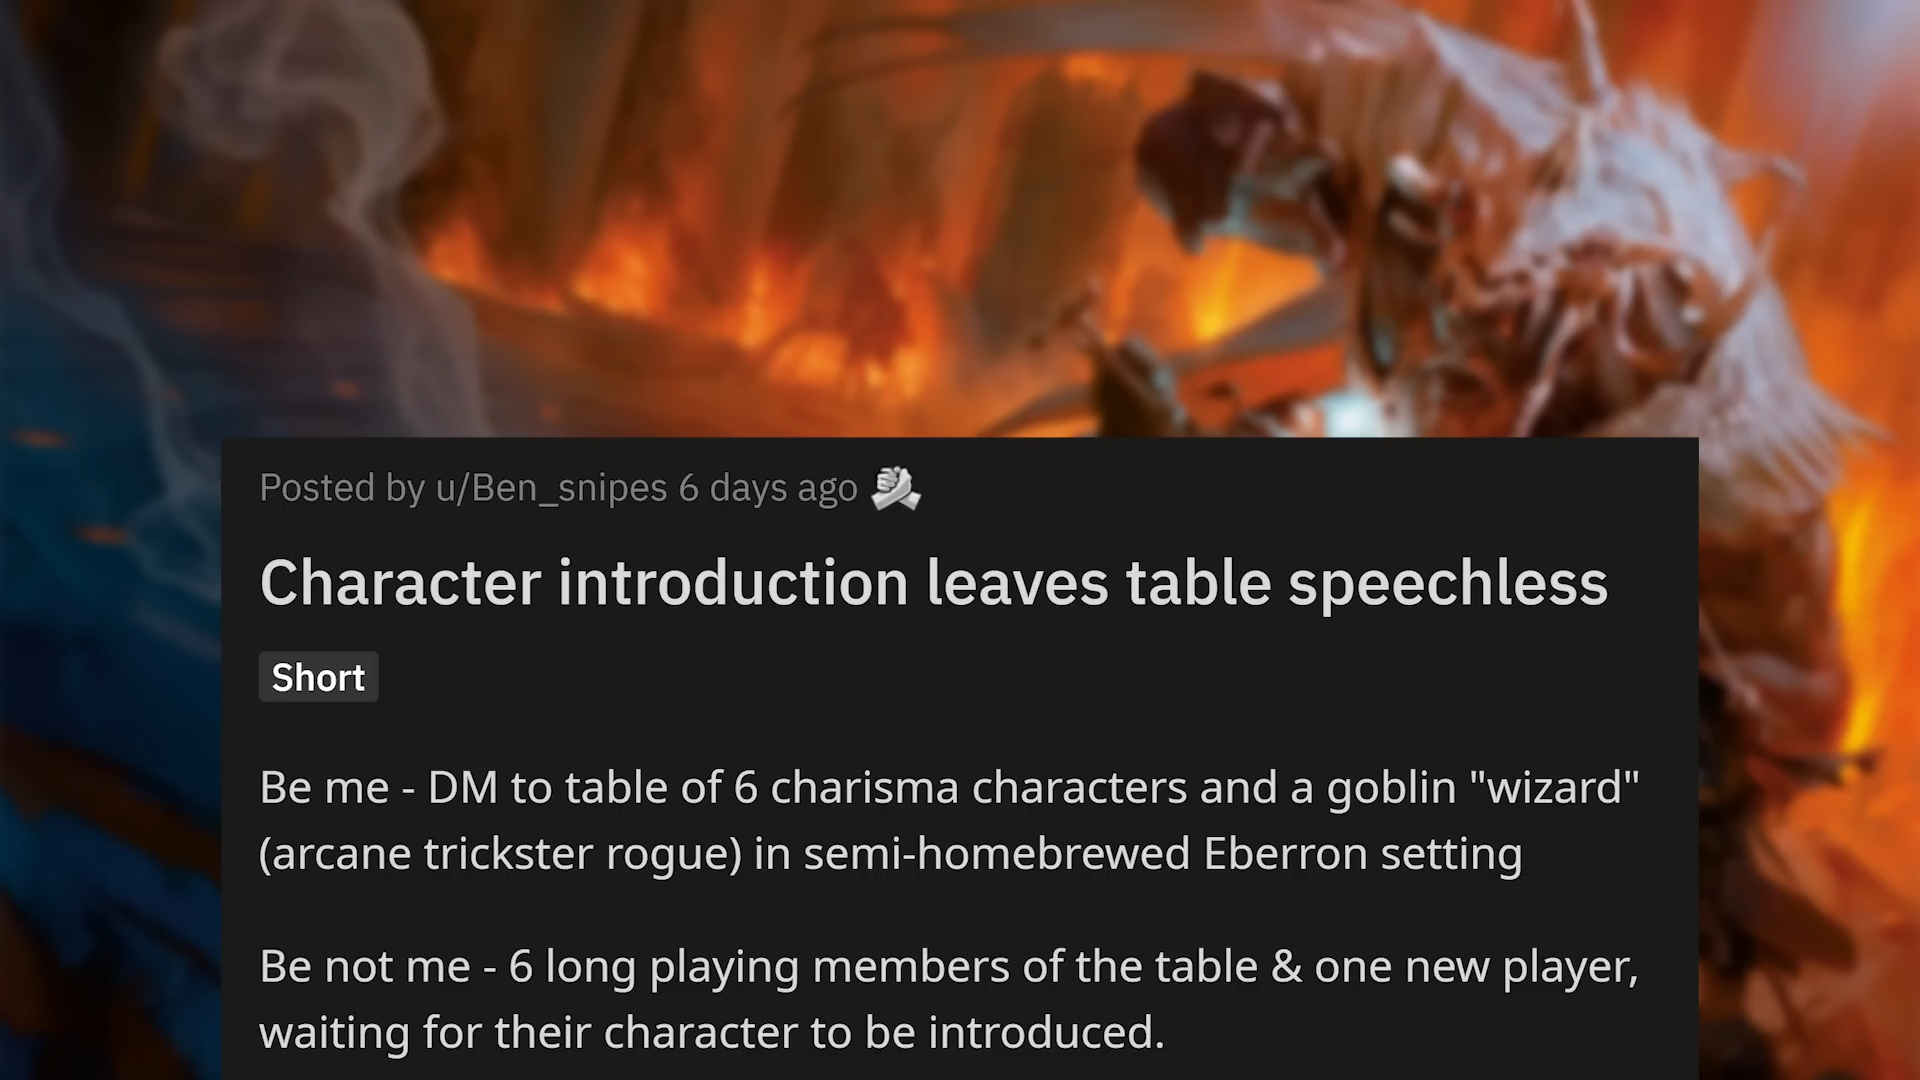 Posted by u/Ben_snipes 6 days ago
Character introduction leaves table speechless
Short
Be me - DM to table of 6 charisma characters and a goblin "wizard"
(arcane trickster rogue) in semi-homebrewed Eberron setting
Be not me - 6 long playing members of the table & one new player,
waiting for their character to be introduced.